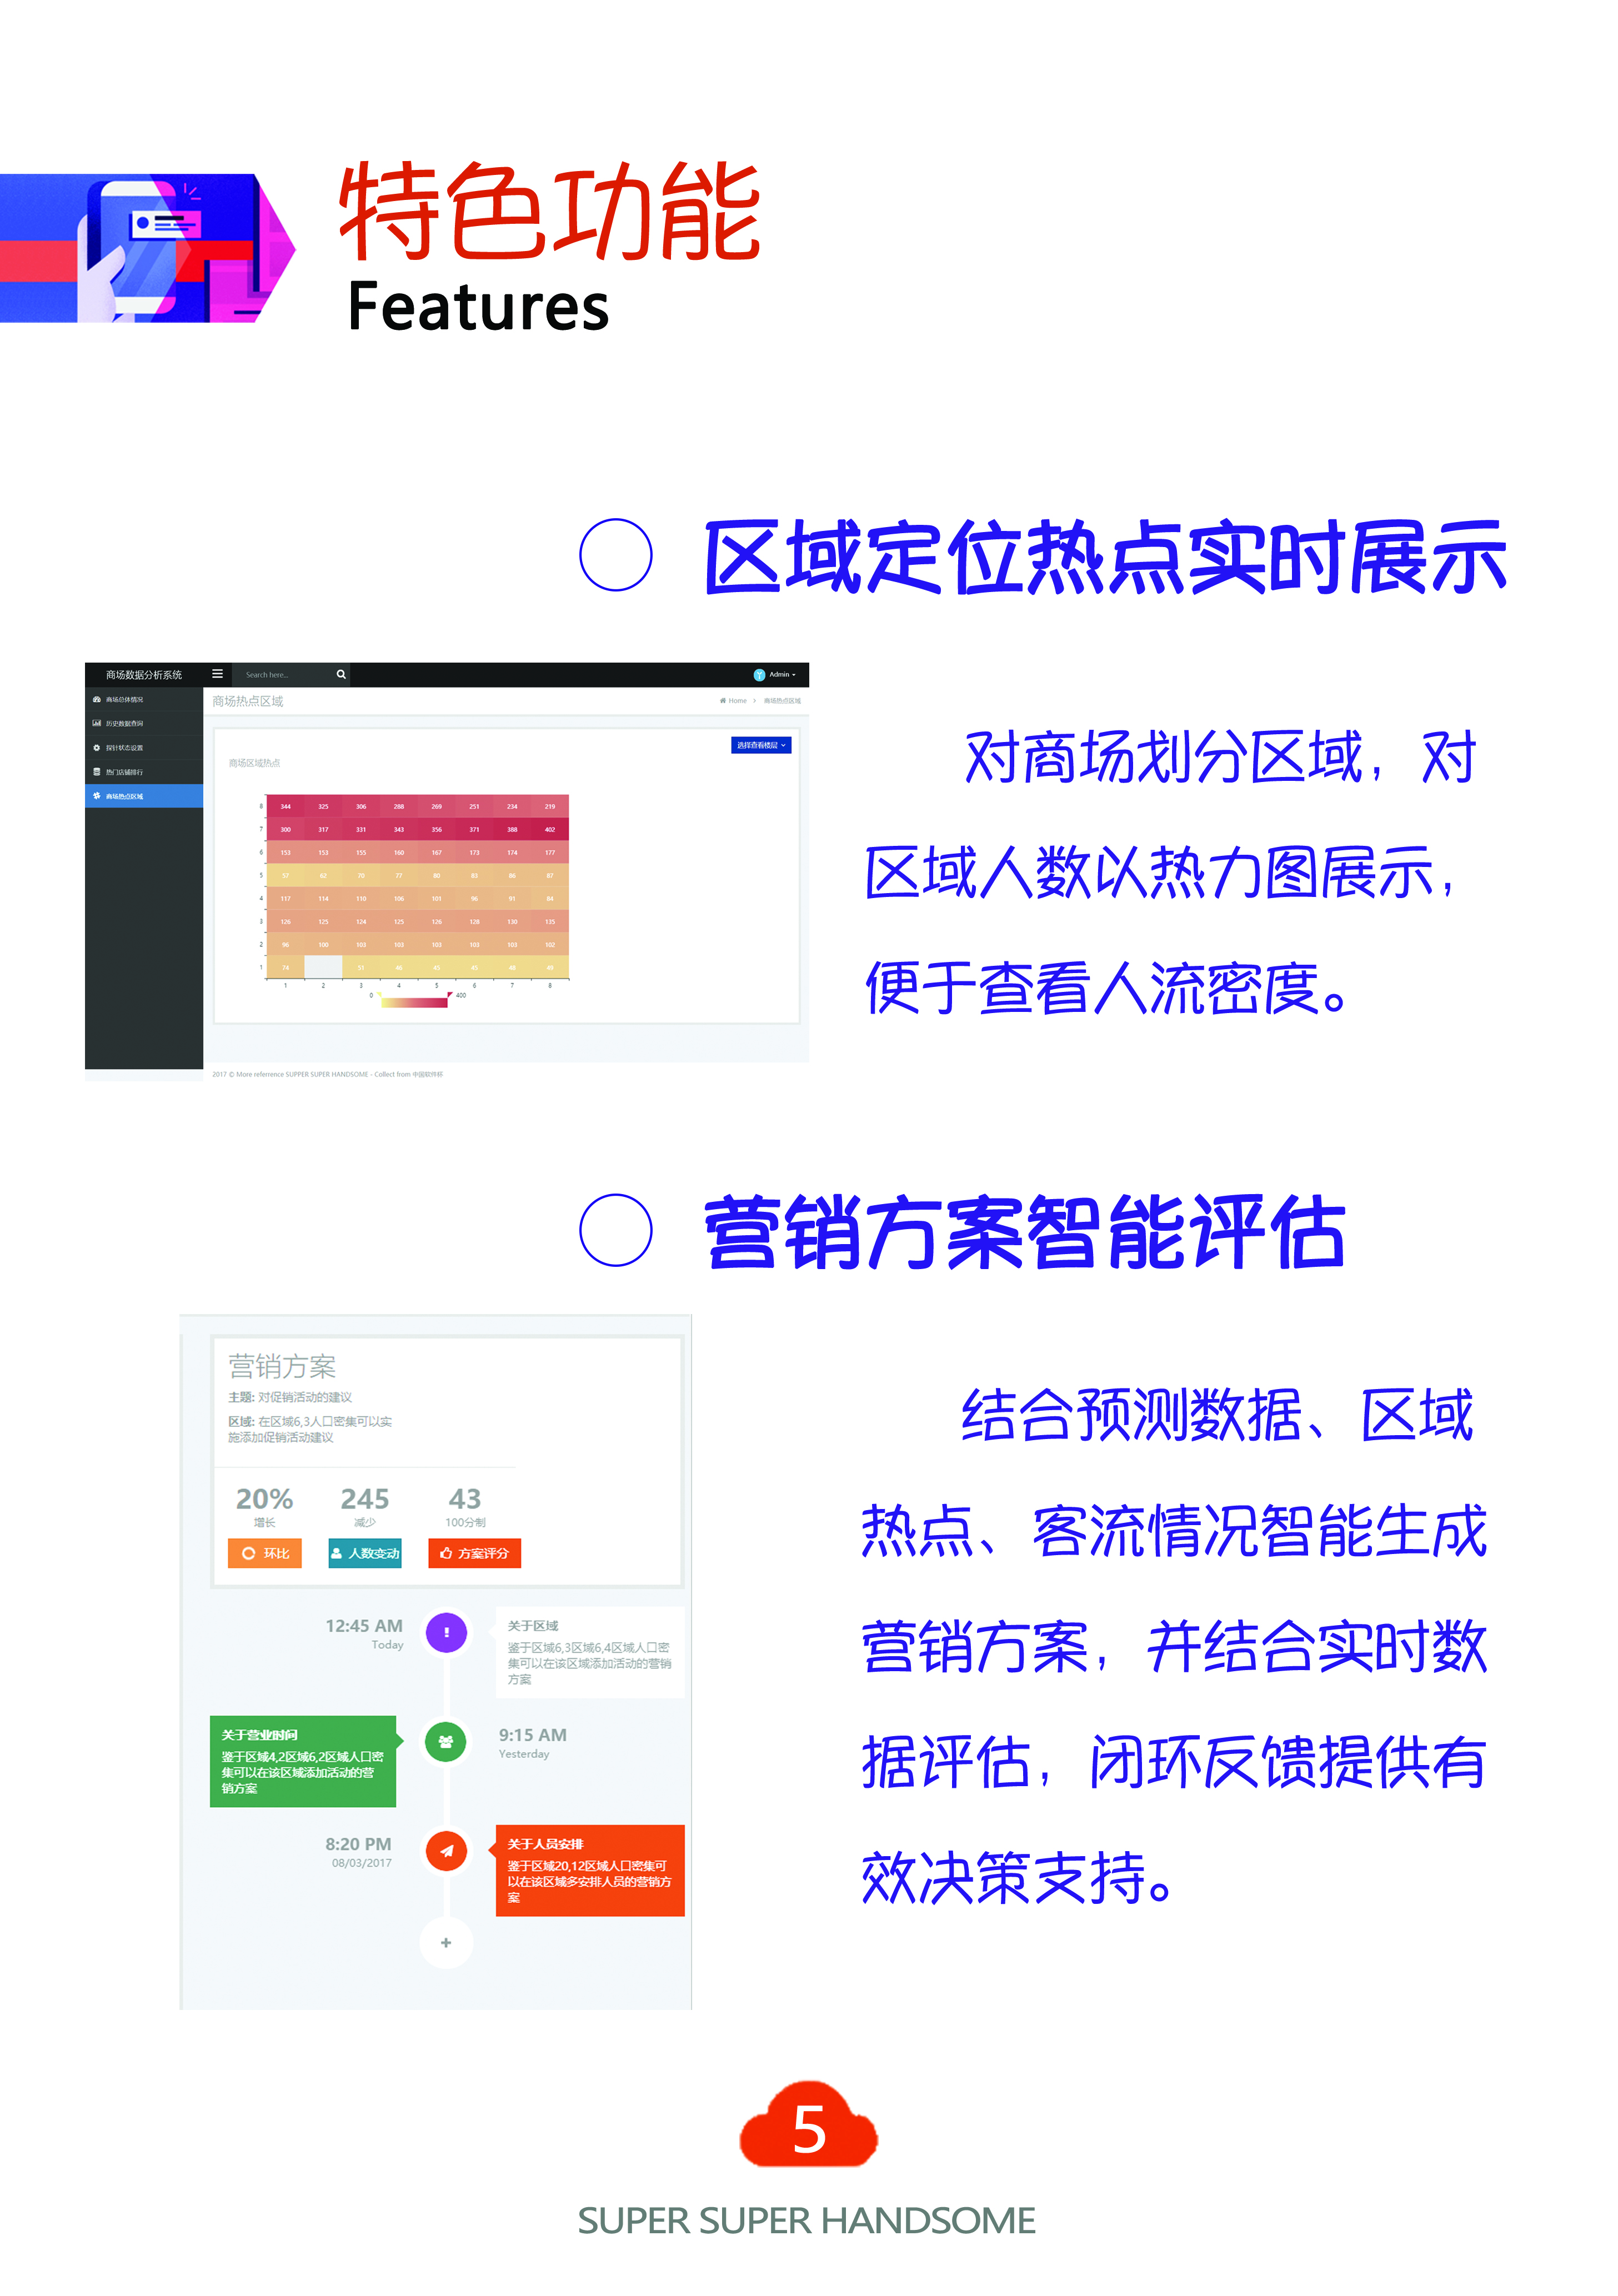 特色功能
Features
区域定位热点实时展示
商场数据分析系统
Search here...
Admin
商场总体情况
历史数据查询
探针状态设置
热门店铺排行
商场热点区域
商场热点区域
Home > 商场热点区域
选择查看楼层
商场区域热点
8 344 325 306 288 269 251 234 219
7 300 317 331 343 356 371 388 402
6 153 153 155 160 167 173 174 177
5 57 62 70 77 80 83 86 87
4 117 114 110 106 101 96 91 84
3 126 125 124 125 126 128 130 135
2 96 100 103 103 103 103 103 102
1 74 51 46 43 45 48 49
1 2 3 4 5 6 7 8
0 400
2017 © More referrence SUPPER SUPER HANDSOME - Collect from 中国软件杯
对商场划分区域，对
区域人数以热力图展示，
便于查看人流密度。
营销方案智能评估
营销方案
主题: 对促销活动的建议
区域: 在区域6,3人口密集可以实
施添加促销活动建议
20% 245 43
增长 减少 100分制
环比 人数变动 方案评分
12:45 AM
Today
关于区域
鉴于区域6,3区域6,4区域人口密
集可以在该区域添加活动的营销
方案
关于营业时间
鉴于区域4,2区域6,2区域人口密
集可以在该区域添加活动的营
销方案
9:15 AM
Yesterday
8:20 PM
08/03/2017
关于人员安排
鉴于区域20,12区域人口密集可
以在该区域多安排人员的营销方
案
结合预测数据、区域
热点、客流情况智能生成
营销方案，并结合实时数
据评估，闭环反馈提供有
效决策支持。
5
SUPER SUPER HANDSOME